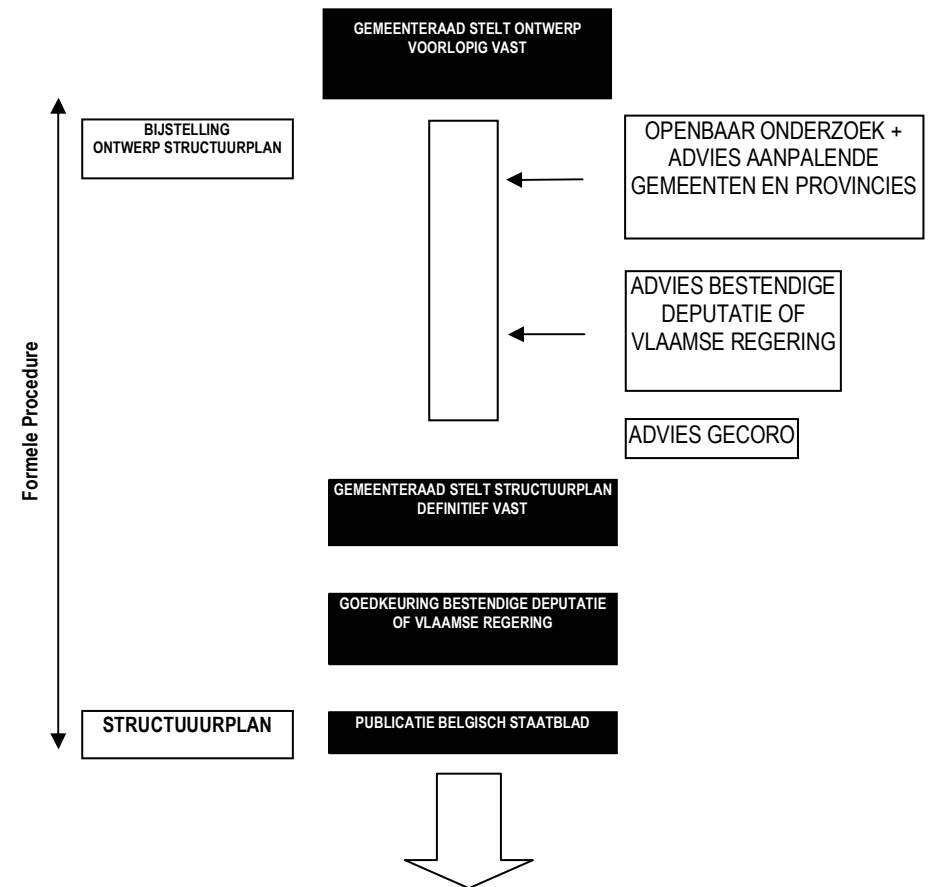 GEMEENTERAAD STELT ONTWERP
VOORLOPIG VAST
BIJSTELLING
ONTWERP STRUCTUURPLAN
OPENBAAR ONDERZOEK +
ADVIES AANPALENDE
GEMEENTEN EN PROVINCIES
ADVIES BESTENDIGE
DEPUTATIE OF
VLAAMSE REGERING
Formele Procedure
ADVIES GECORO
GEMEENTERAAD STELT STRUCTUURPLAN
DEFINITIEF VAST
GOEDKEURING BESTENDIGE DEPUTATIE
OF VLAAMSE REGERING
STRUCTUUURPLAN
PUBLICATIE BELGISCH STAATBLAD